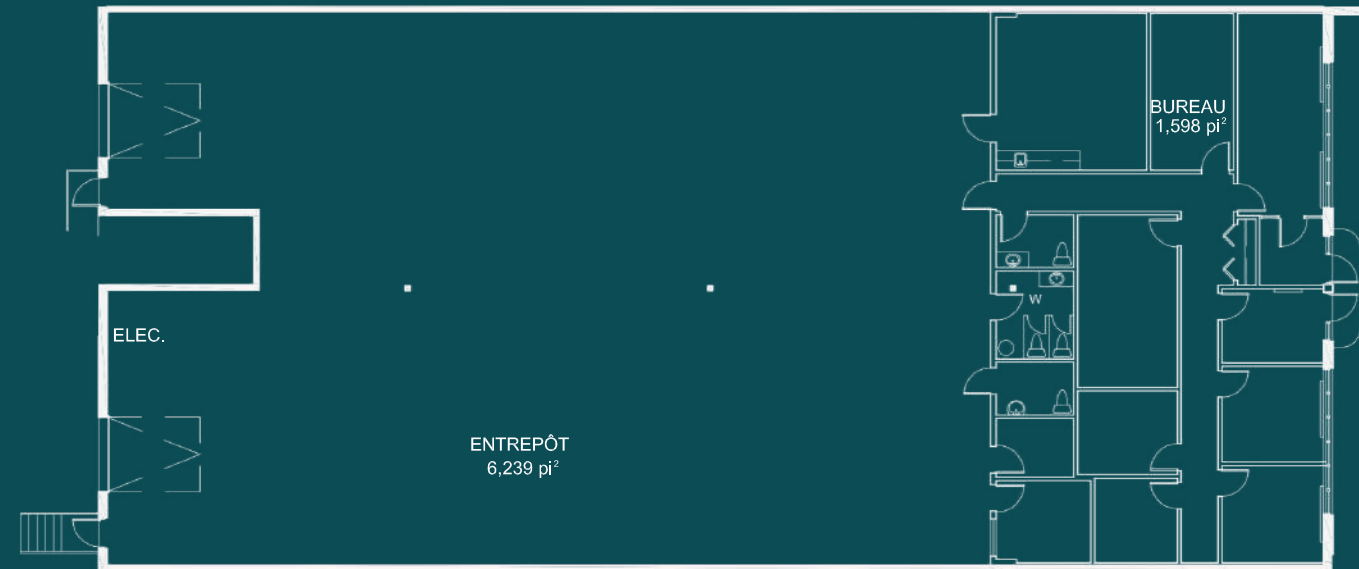 BUREAU
1,598 pi²
W
ELEC.
ENTREPÔT
6,239 pi²